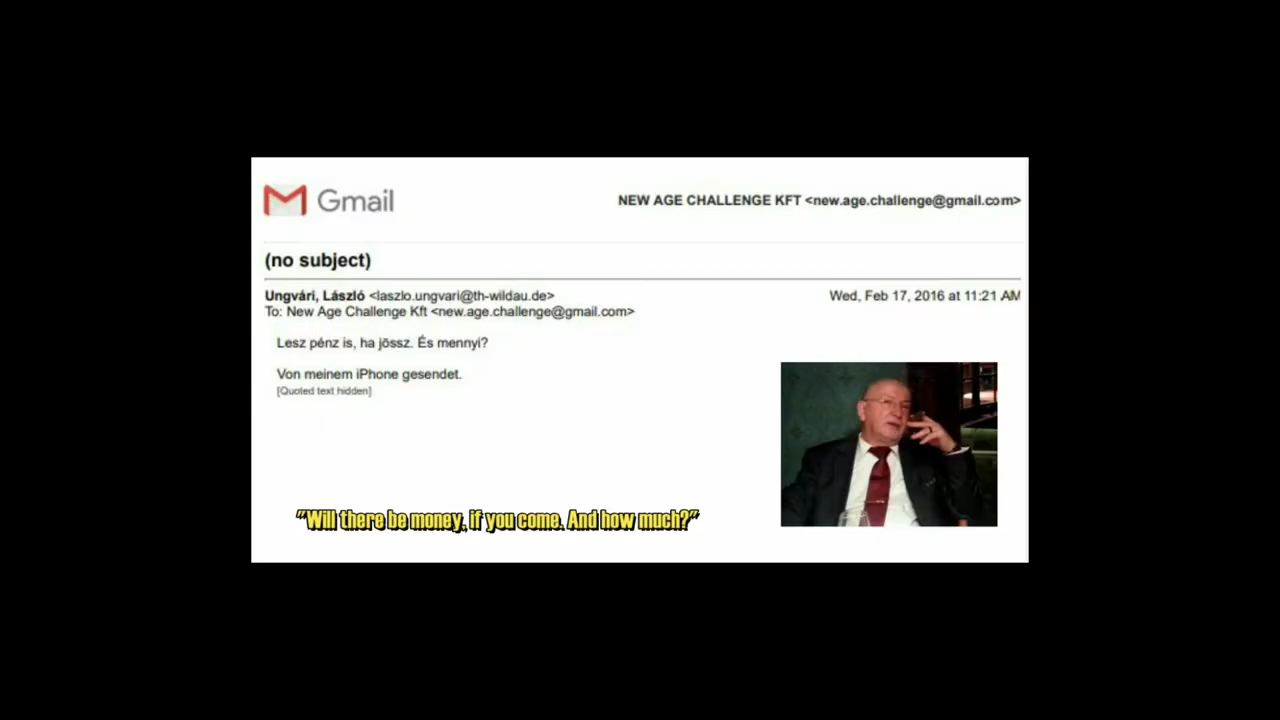 Gmail
NEW AGE CHALLENGE KFT <new.age.challenge@gmail.com>
(no subject)
Ungvári, László <laszlo.ungvari@th-wildau.de>
Wed, Feb 17, 2016 at 11:21 AM
To: New Age Challenge Kft <new.age.challenge@gmail.com>
Lesz pénz is, ha jössz. És mennyi?
Von meinem iPhone gesendet.
[Quoted text hidden]
"Will there be money, if you come. And how much?"